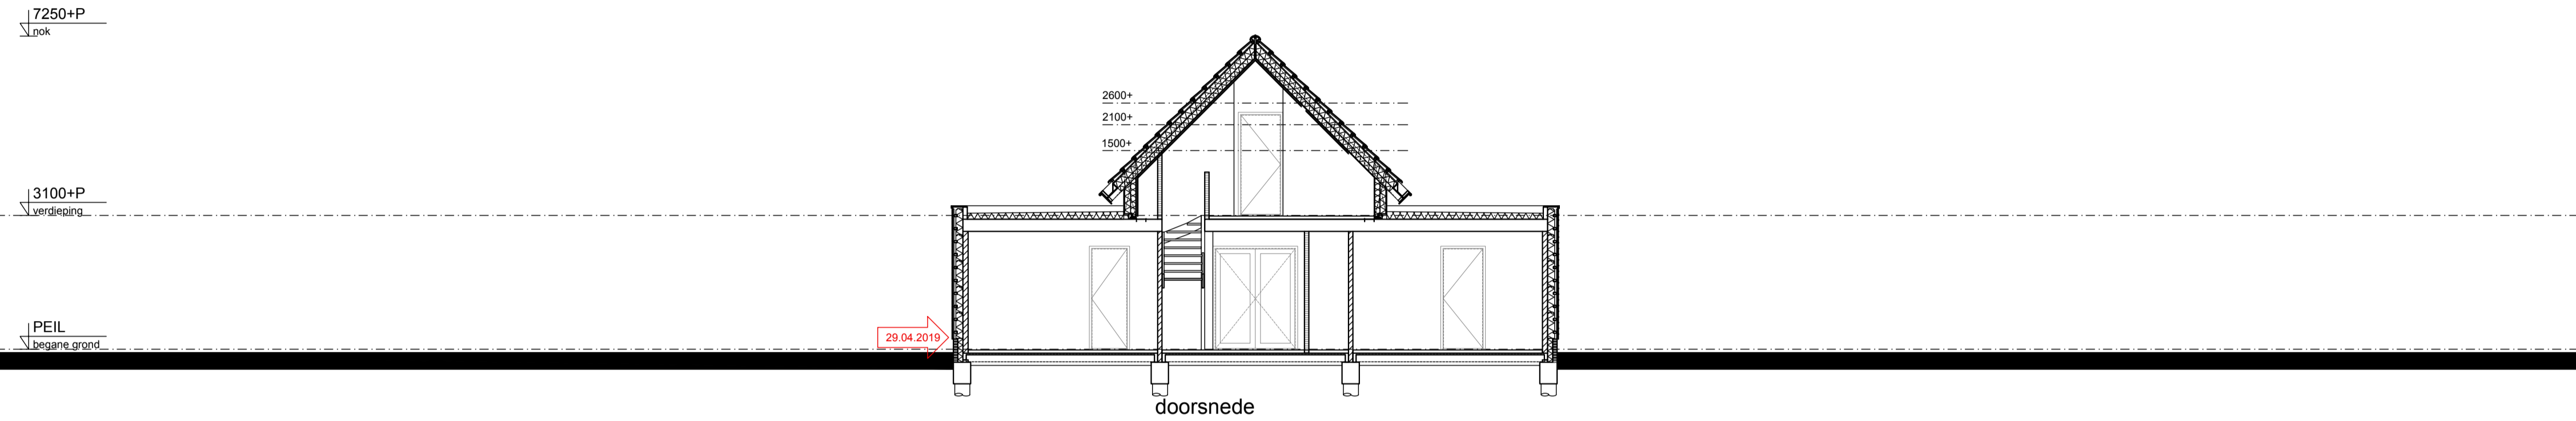 7250+P
nok
2600+
2100+
1500+
3100+P
verdieping
PEIL
begane grond
29.04.2019
doorsnede